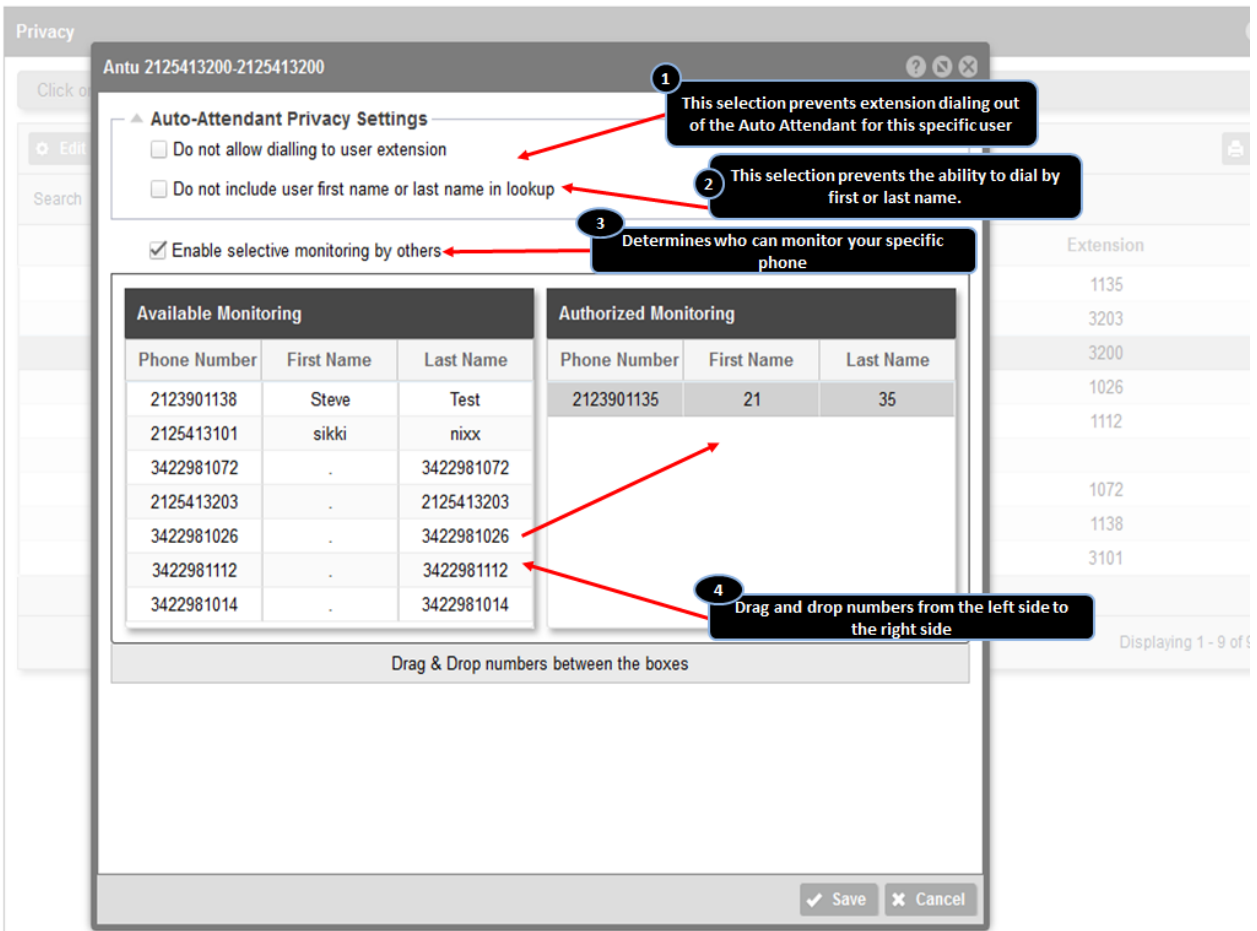 Privacy
Antu 2125413200-2125413200
Click o
1
This selection prevents extension dialing out
of the Auto Attendant for this specific user
Auto-Attendant Privacy Settings
Do not allow dialling to user extension
Edit
2
This selection prevents the ability to dial by
first or last name.
Do not include user first name or last name in lookup
Search
3
Determines who can monitor your specific
phone
Enable selective monitoring by others
Extension
1135
3203
3200
1026
1112
1072
1138
3101
Available Monitoring
Phone Number First Name Last Name
2123901138 Steve Test
2125413101 sikki nixx
3422981072 . 3422981072
2125413203 . 2125413203
3422981026 . 3422981026
3422981112 . 3422981112
3422981014 . 3422981014
Authorized Monitoring
Phone Number First Name Last Name
2123901135 21 35
4
Drag and drop numbers from the left side to
the right side
Drag & Drop numbers between the boxes
Displaying 1 - 9 of 9
Save Cancel